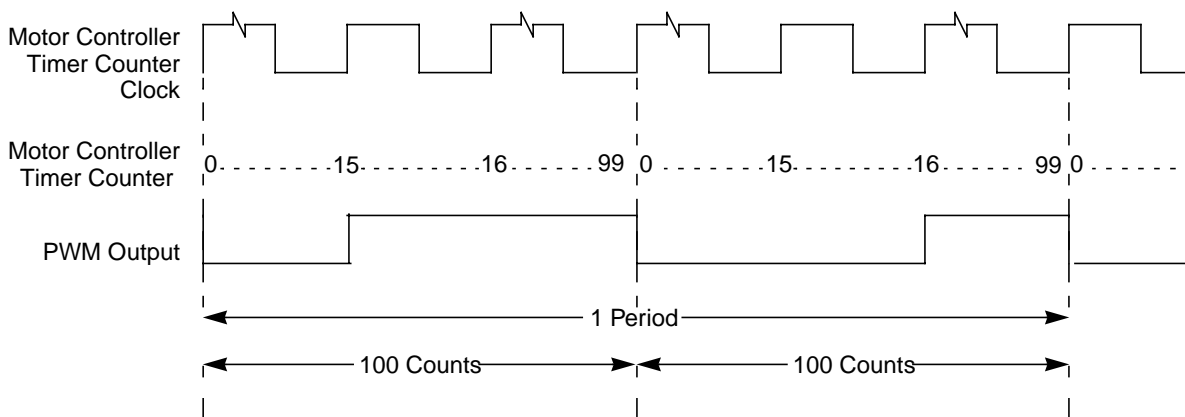 Motor Controller
Timer Counter
Clock
Motor Controller
Timer Counter
0 15 16 99 0 15 16 99 0
PWM Output
1 Period
100 Counts 100 Counts